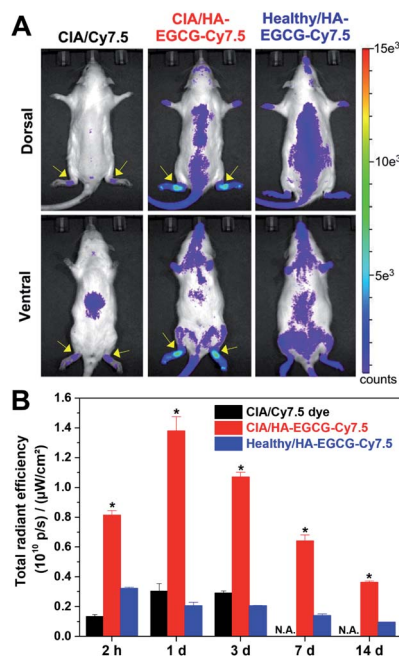 A
CIA/Cy7.5
CIA/HA-
EGCG-Cy7.5
Healthy/HA-
EGCG-Cy7.5
Dorsal
Ventral
15e³
10e³
5e³
counts
B
Total radiant efficiency
(10¹⁰ p/s) / (μW/cm²)
1.6
1.4
1.2
1.0
0.8
0.6
0.4
0.2
0.0
CIA/Cy7.5 dye
CIA/HA-EGCG-Cy7.5
Healthy/HA-EGCG-Cy7.5
*
*
*
*
*
N.A.
N.A.
2 h
1 d
3 d
7 d
14 d